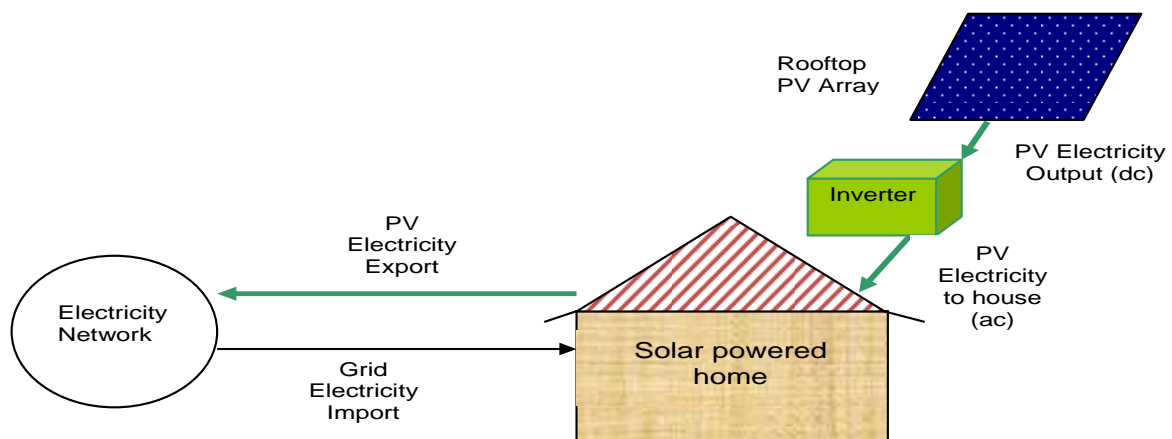 Rooftop
PV Array
PV Electricity
Output (dc)
Inverter
PV
Electricity
Export
PV
Electricity
to house
(ac)
Electricity
Network
Solar powered
home
Grid
Electricity
Import